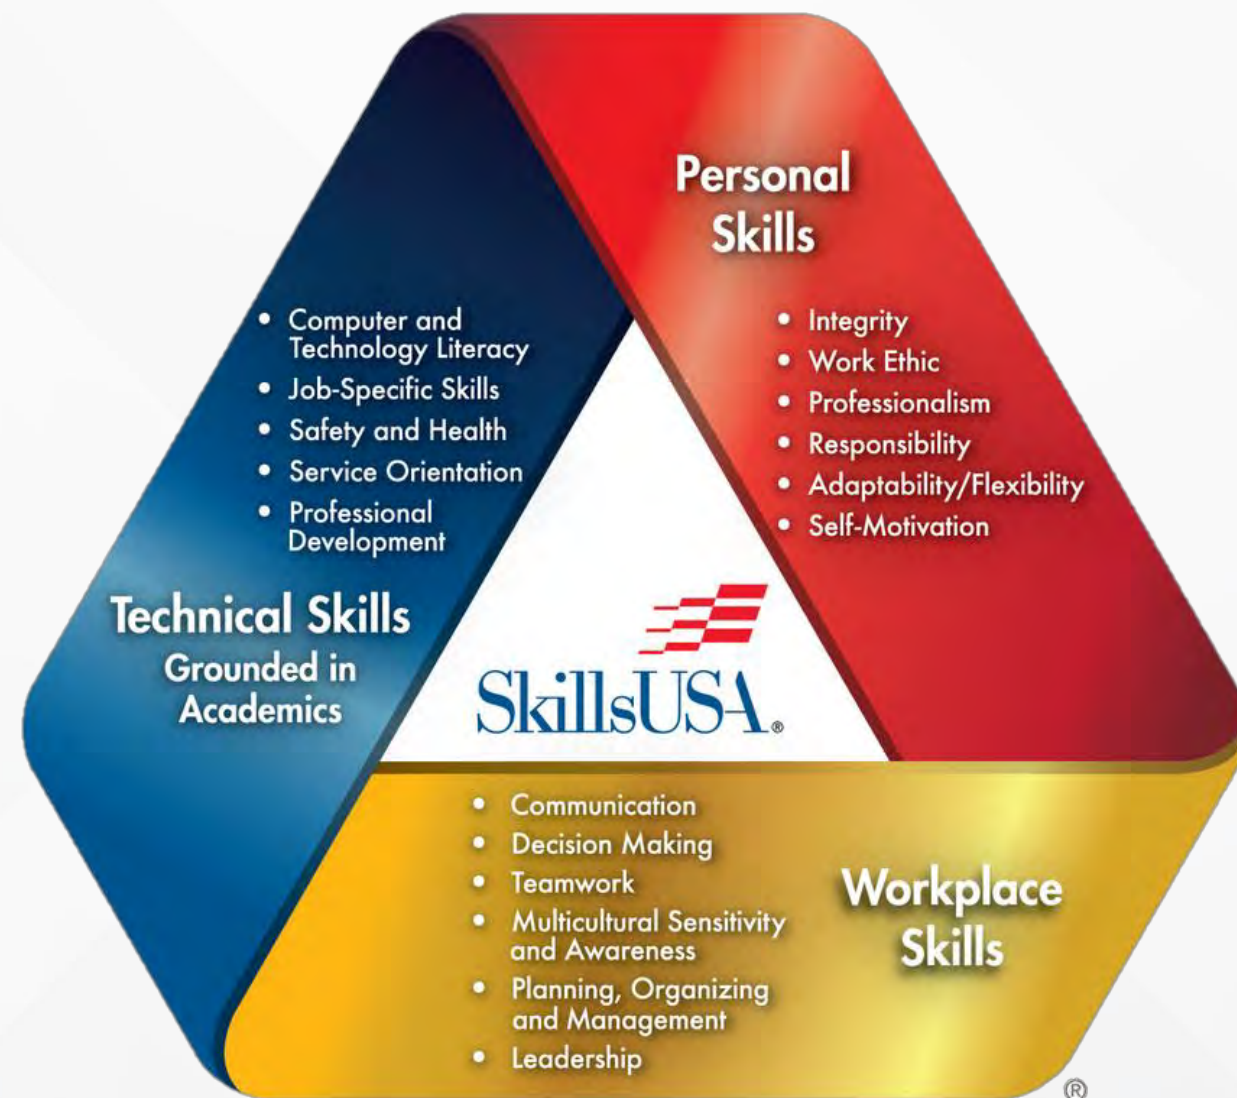 Personal
Skills
• Integrity
• Work Ethic
• Professionalism
• Responsibility
• Adaptability/Flexibility
• Self-Motivation
• Computer and
Technology Literacy
• Job-Specific Skills
• Safety and Health
• Service Orientation
• Professional
Development
Technical Skills
Grounded in
Academics
SkillsUSA®
• Communication
• Decision Making
• Teamwork
• Multicultural Sensitivity
and Awareness
• Planning, Organizing
and Management
• Leadership
Workplace
Skills
®